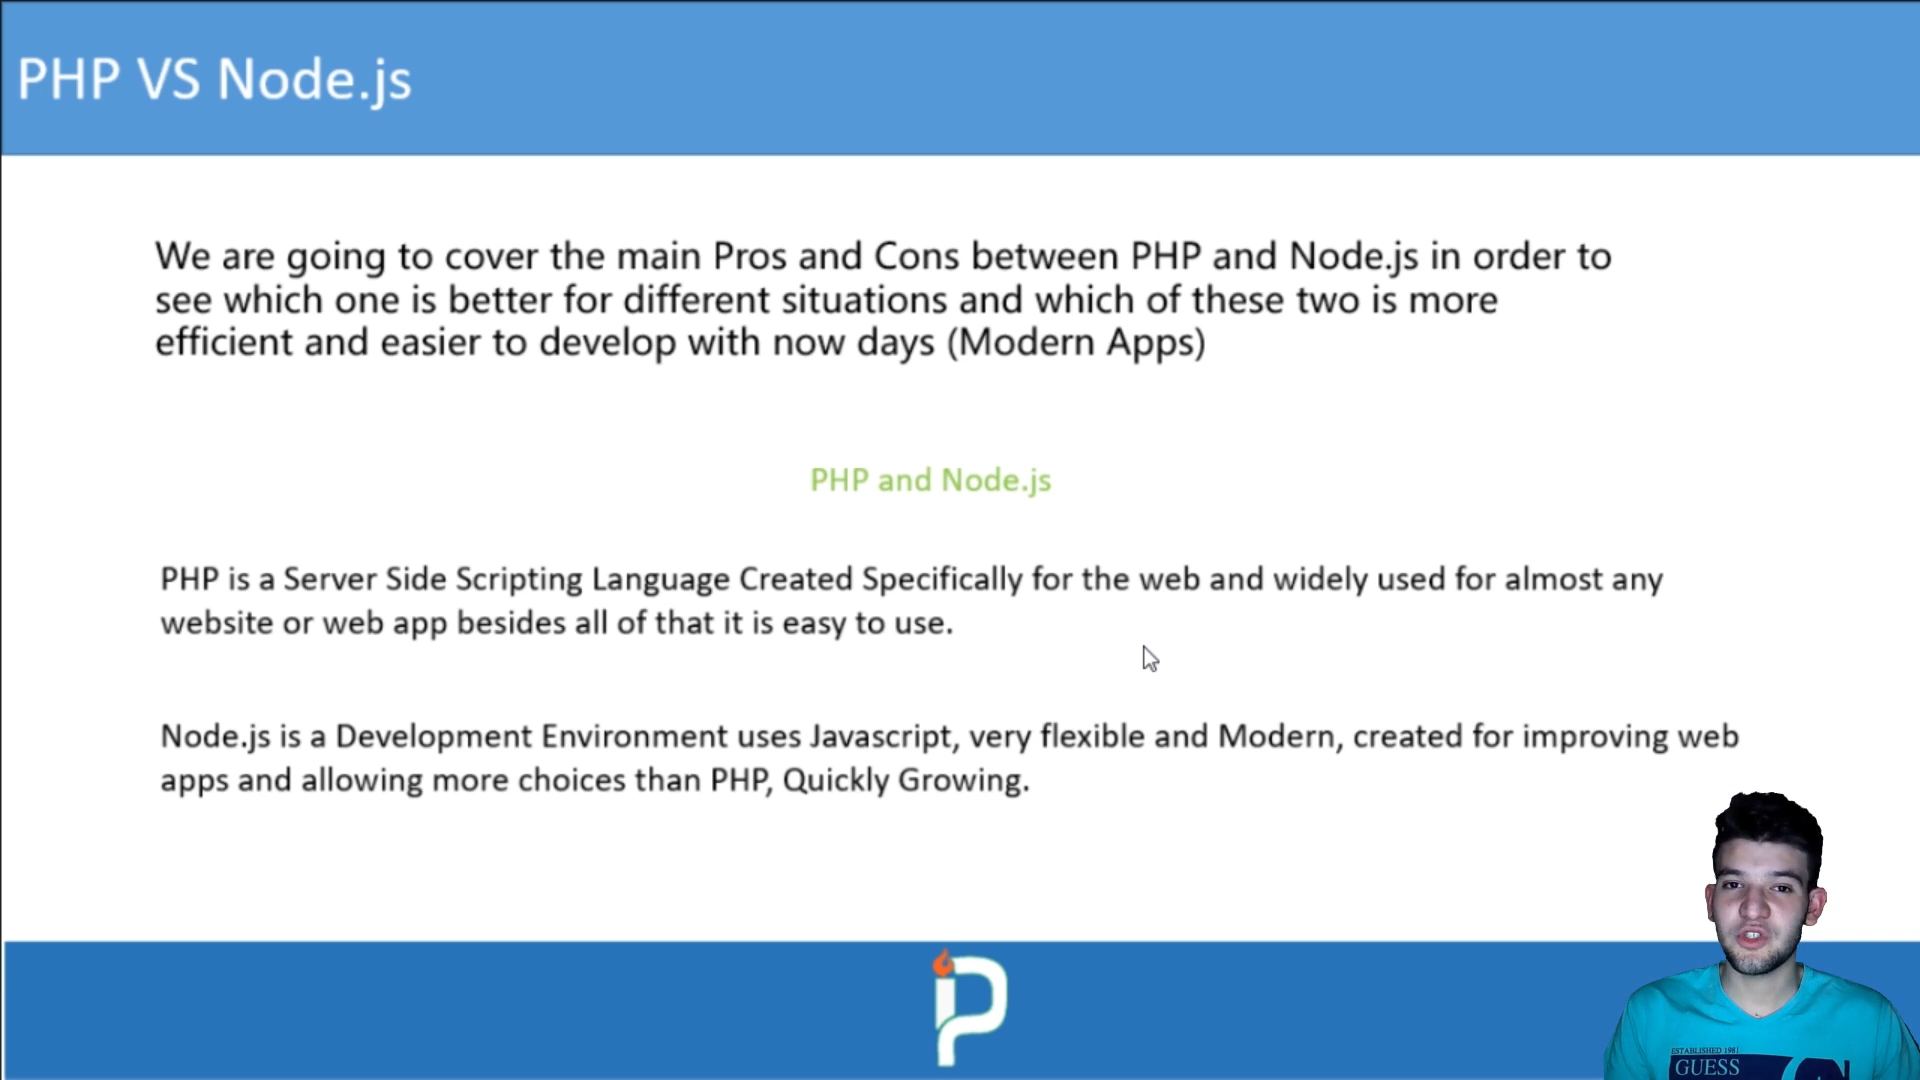 PHP VS Node.js
We are going to cover the main Pros and Cons between PHP and Node.js in order to
see which one is better for different situations and which of these two is more
efficient and easier to develop with now days (Modern Apps)
PHP and Node.js
PHP is a Server Side Scripting Language Created Specifically for the web and widely used for almost any
website or web app besides all of that it is easy to use.
Node.js is a Development Environment uses Javascript, very flexible and Modern, created for improving web
apps and allowing more choices than PHP, Quickly Growing.
ESTABLISHED 1981
GUESS